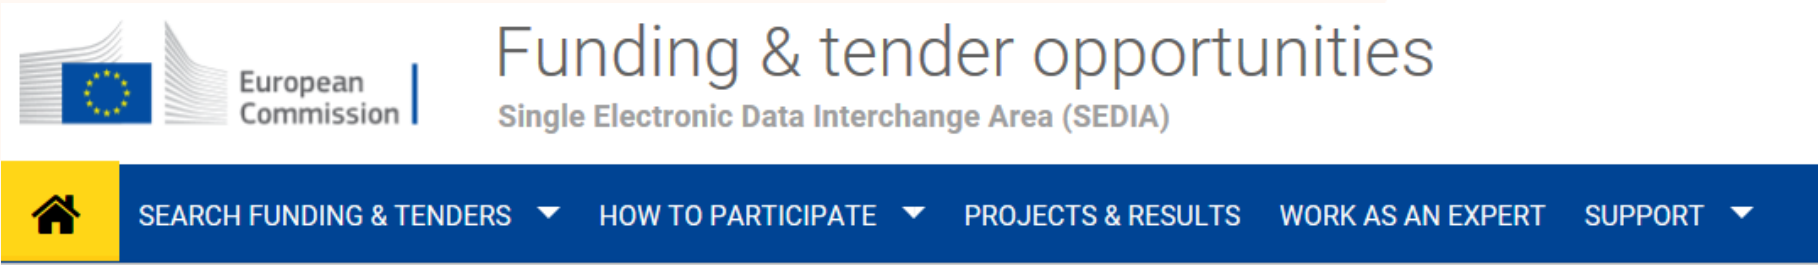 European
Commission
Funding & tender opportunities
Single Electronic Data Interchange Area (SEDIA)
SEARCH FUNDING & TENDERS HOW TO PARTICIPATE PROJECTS & RESULTS WORK AS AN EXPERT SUPPORT